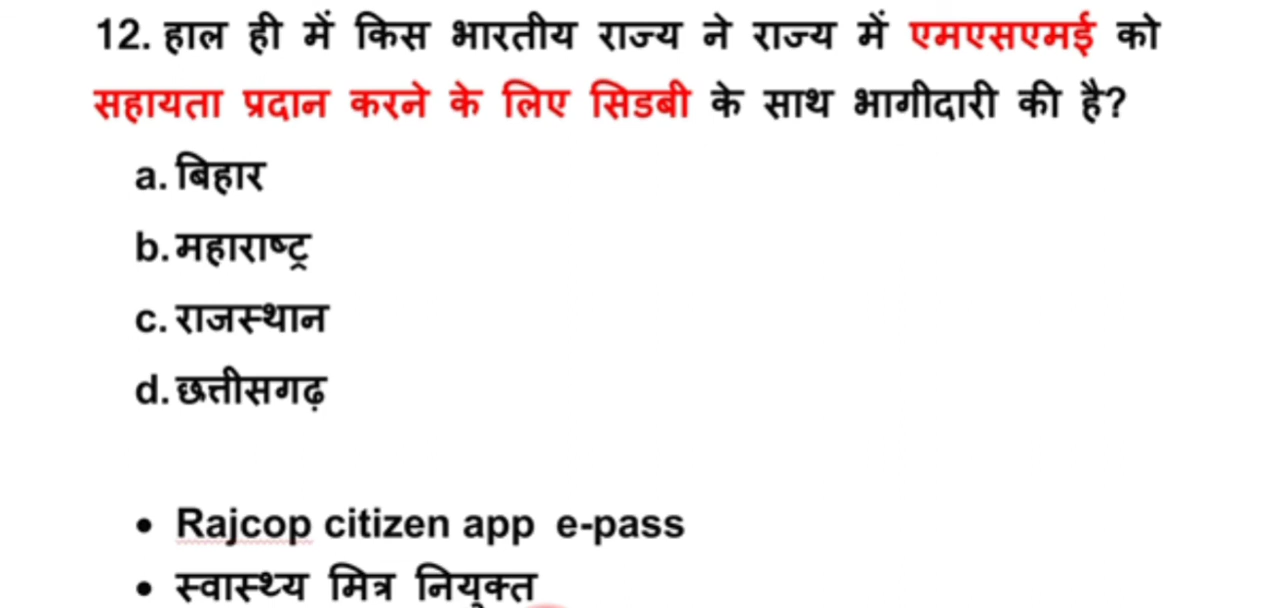 12. हाल ही में किस भारतीय राज्य ने राज्य में एमएसएमई को
सहायता प्रदान करने के लिए सिडबी के साथ भागीदारी की है?
a. बिहार
b. महाराष्ट्र
c. राजस्थान
d. छत्तीसगढ़
• Rajcop citizen app e-pass
• स्वास्थ्य मित्र नियुक्त